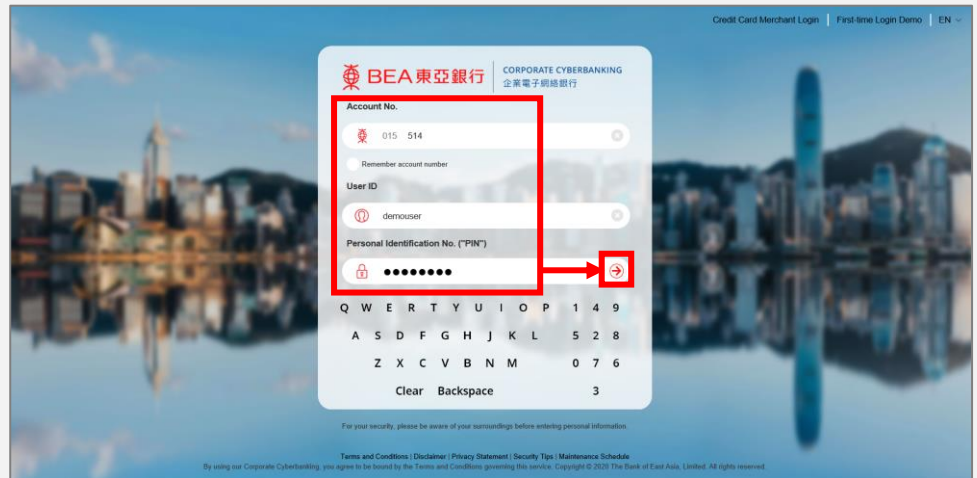 Credit Card Merchant Login | First-time Login Demo | EN
BEA東亞銀行
CORPORATE CYBERBANKING
企業電子網絡銀行
Account No.
015 514
Remember account number
User ID
demouser
Personal Identification No. ("PIN")
●●●●●●●●
Q W E R T Y U I O P 1 4 9
A S D F G H J K L 5 2 8
Z X C V B N M 0 7 6
Clear Backspace 3
For your security, please be aware of your surroundings before entering personal information.
Terms and Conditions | Disclaimer | Privacy Statement | Security Tips | Maintenance Schedule
By using our Corporate Cyberbanking, you agree to be bound by the Terms and Conditions governing this service. Copyright © 2020 The Bank of East Asia, Limited. All rights reserved.